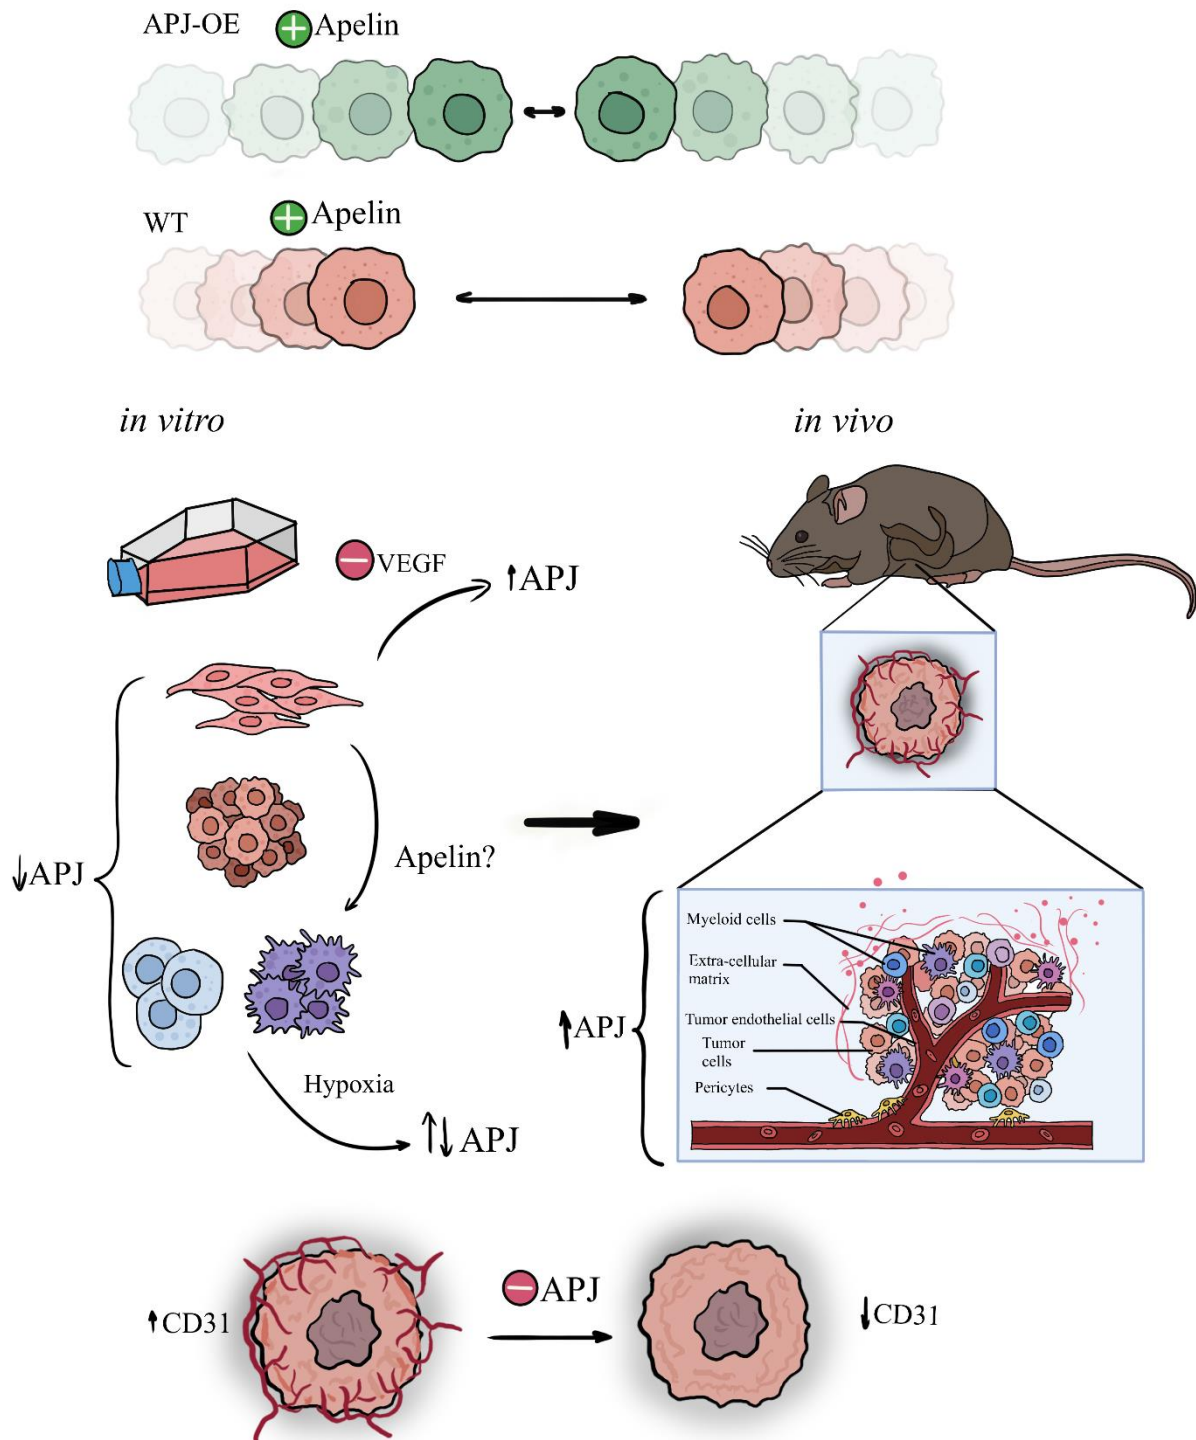 APJ-OE
Apelin
WT
Apelin
in vitro
in vivo
VEGF
↑APJ
↓APJ
Apelin?
Hypoxia
↑↓ APJ
↑APJ
Myeloid cells
Extra-cellular
matrix
Tumor endothelial cells
Tumor
cells
Pericytes
APJ
↑CD31
↓CD31